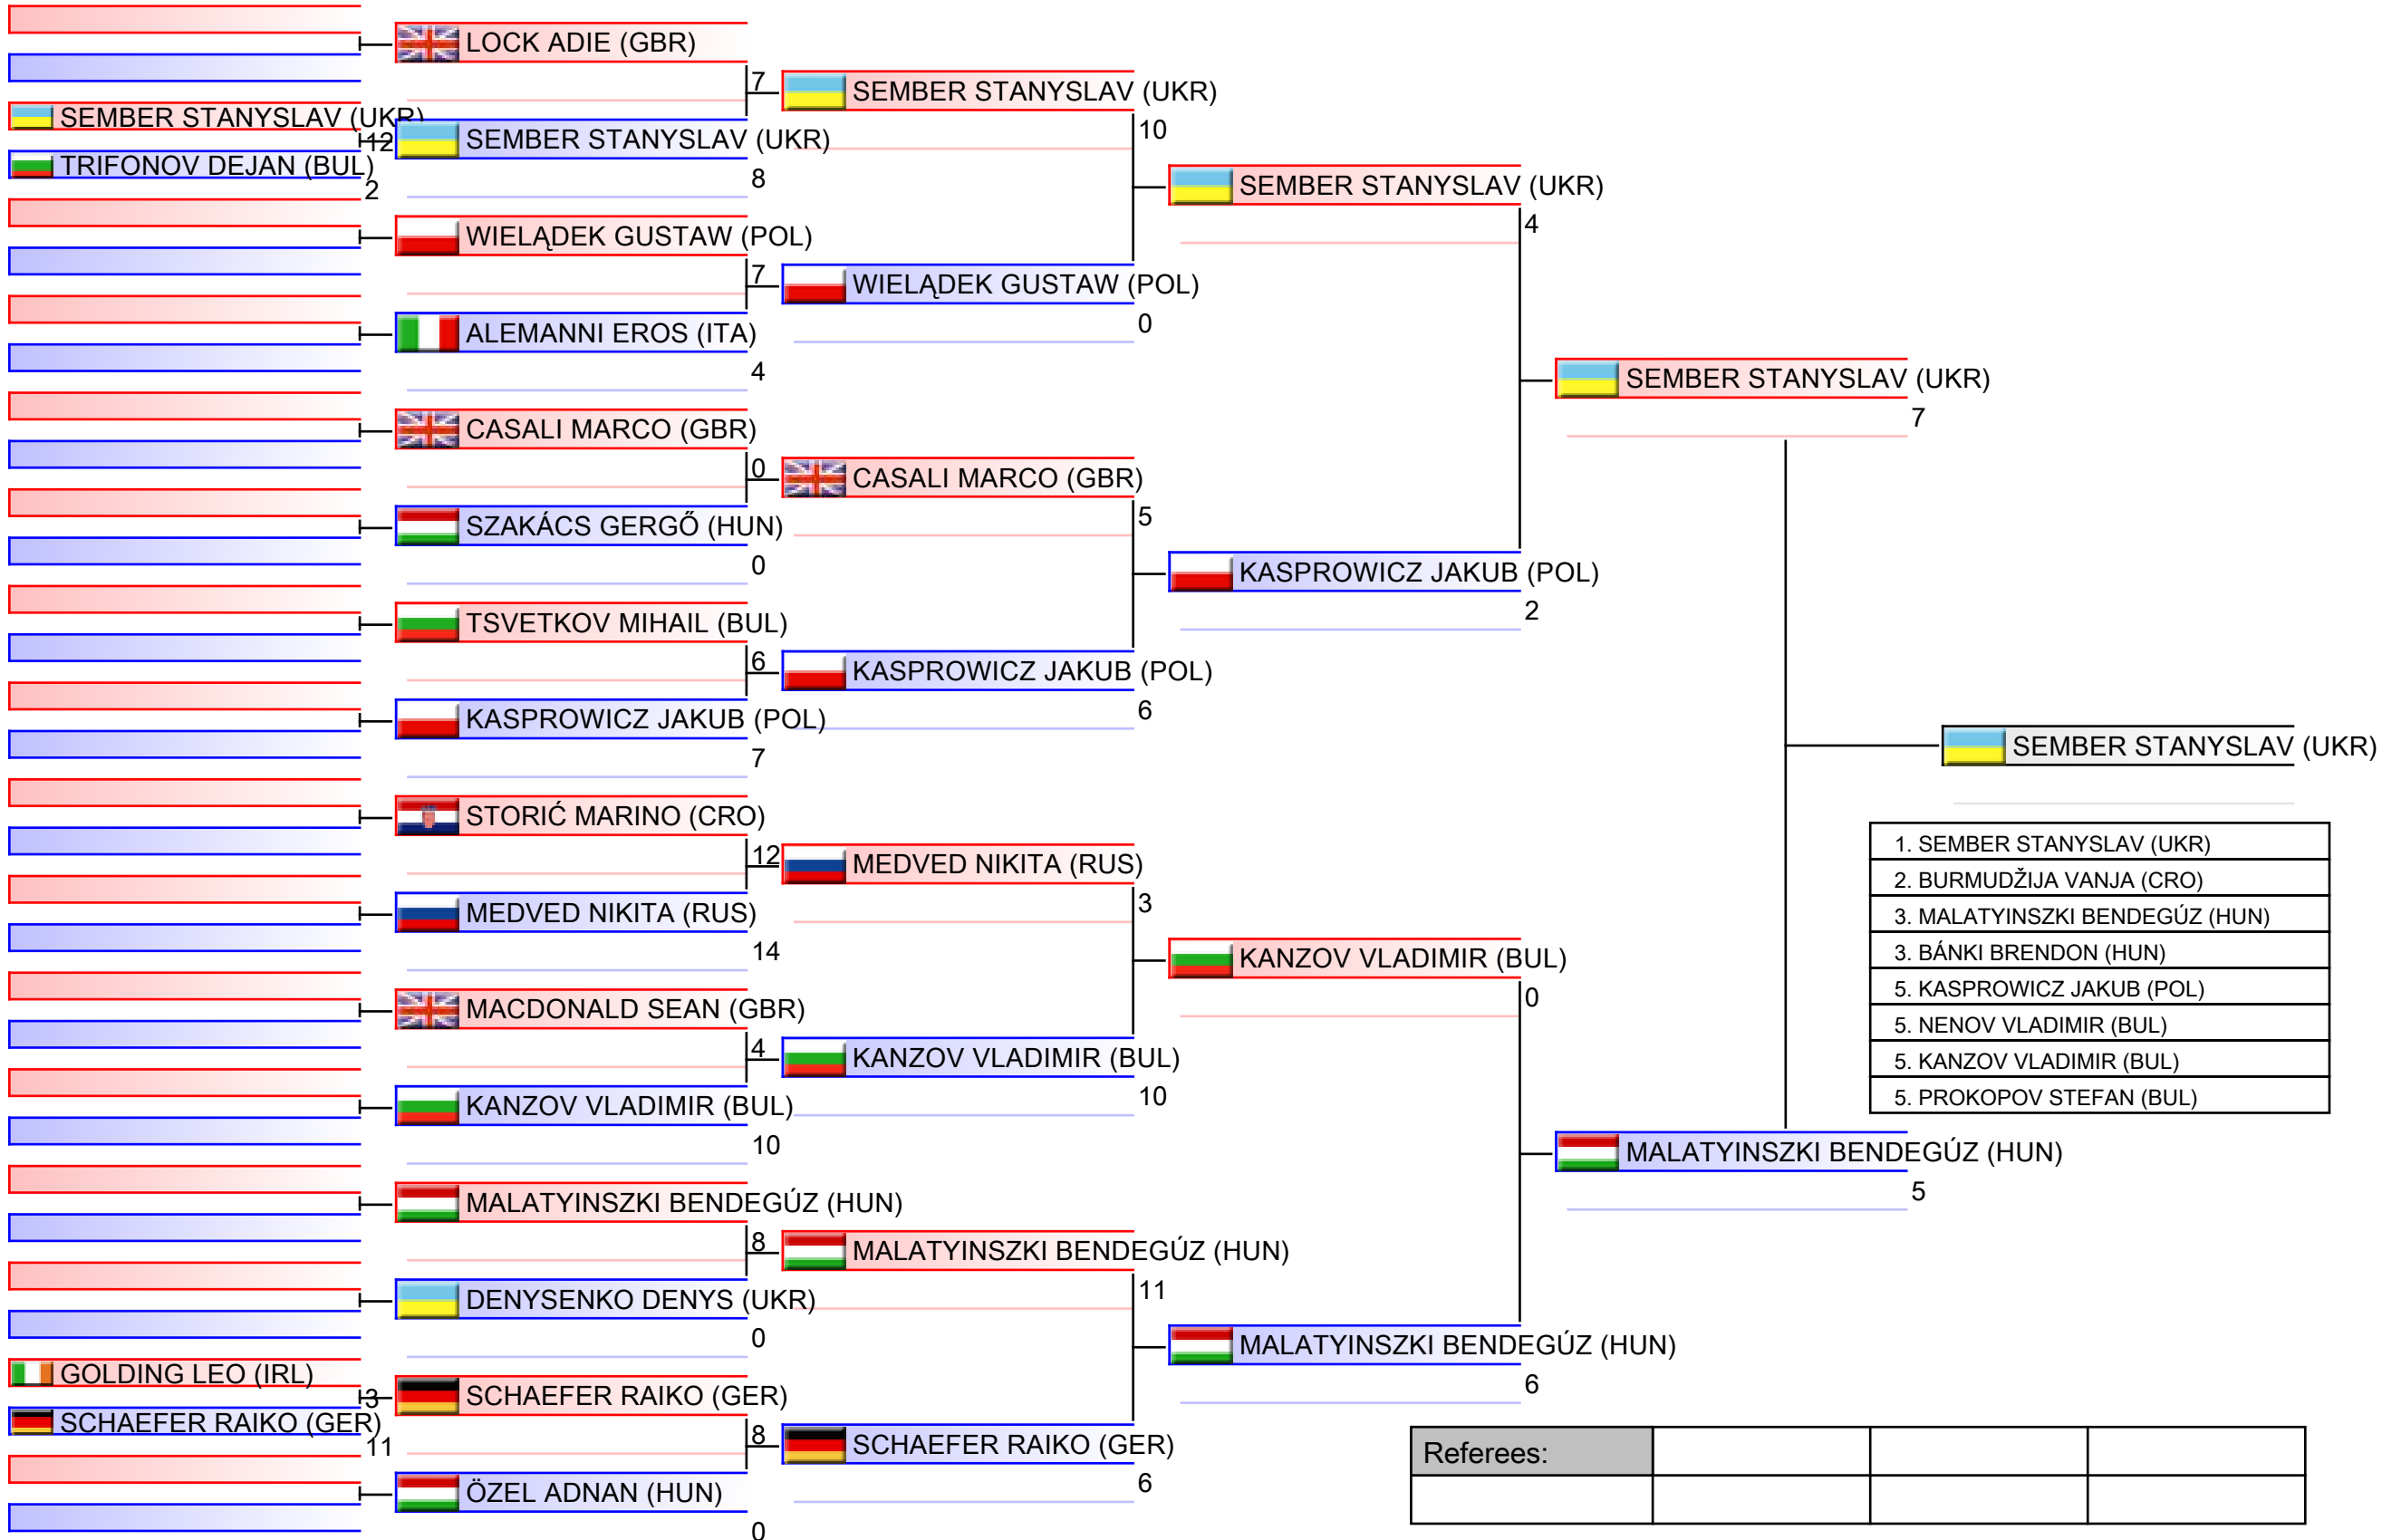 SEMBER STANYSLAV (UKR)
12
TRIFONOV DEJAN (BUL)
2
GOLDING LEO (IRL)
3
SCHAEFER RAIKO (GER)
11
LOCK ADIE (GBR)
7
SEMBER STANYSLAV (UKR)
8
WIELĄDEK GUSTAW (POL)
7
ALEMANNI EROS (ITA)
4
CASALI MARCO (GBR)
0
SZAKÁCS GERGŐ (HUN)
0
TSVETKOV MIHAIL (BUL)
6
KASPROWICZ JAKUB (POL)
7
STORIĆ MARINO (CRO)
12
MEDVED NIKITA (RUS)
14
MACDONALD SEAN (GBR)
4
KANZOV VLADIMIR (BUL)
10
MALATYINSZKI BENDEGÚZ (HUN)
8
DENYSENKO DENYS (UKR)
0
SCHAEFER RAIKO (GER)
8
ÖZEL ADNAN (HUN)
0
SEMBER STANYSLAV (UKR)
10
WIELĄDEK GUSTAW (POL)
0
CASALI MARCO (GBR)
5
KASPROWICZ JAKUB (POL)
6
MEDVED NIKITA (RUS)
3
KANZOV VLADIMIR (BUL)
10
MALATYINSZKI BENDEGÚZ (HUN)
11
SCHAEFER RAIKO (GER)
6
SEMBER STANYSLAV (UKR)
4
KASPROWICZ JAKUB (POL)
2
KANZOV VLADIMIR (BUL)
0
MALATYINSZKI BENDEGÚZ (HUN)
6
SEMBER STANYSLAV (UKR)
7
MALATYINSZKI BENDEGÚZ (HUN)
5
SEMBER STANYSLAV (UKR)
1. SEMBER STANYSLAV (UKR)
2. BURMUDŽIJA VANJA (CRO)
3. MALATYINSZKI BENDEGÚZ (HUN)
3. BÁNKI BRENDON (HUN)
5. KASPROWICZ JAKUB (POL)
5. NENOV VLADIMIR (BUL)
5. KANZOV VLADIMIR (BUL)
5. PROKOPOV STEFAN (BUL)
Referees: